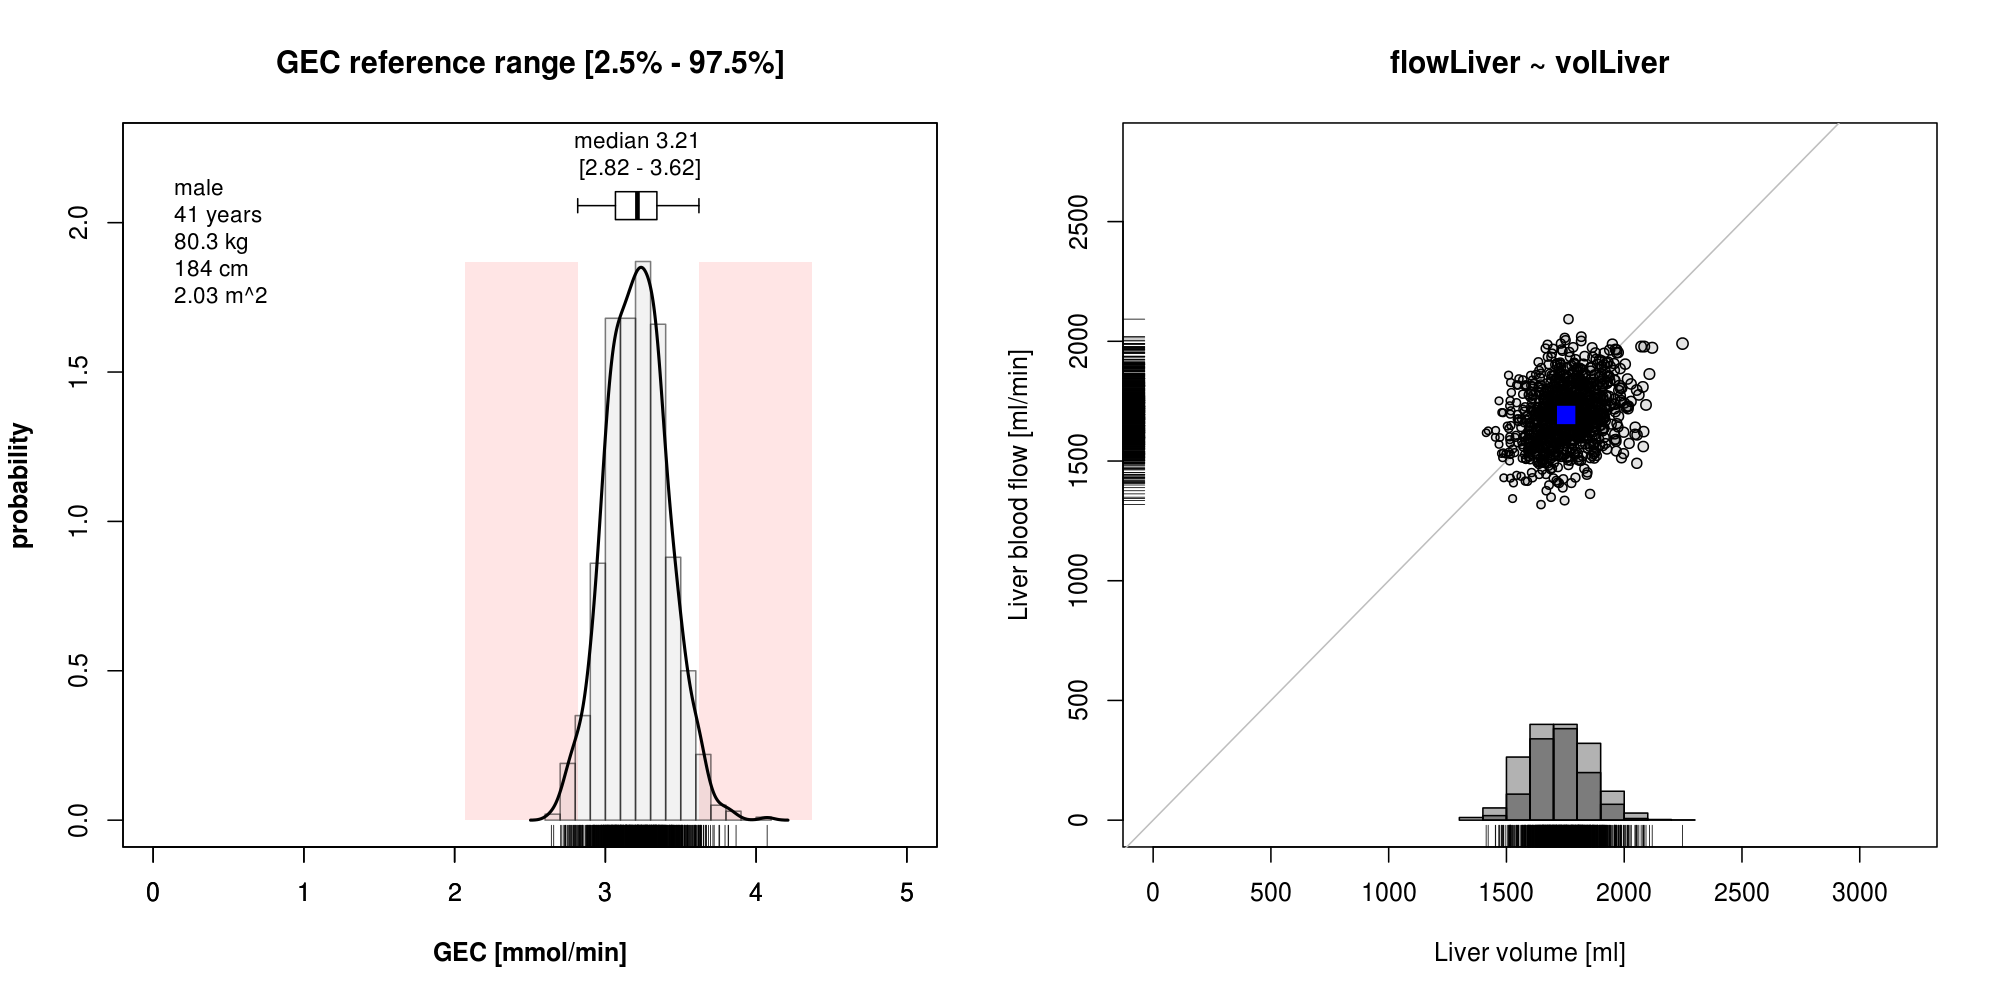 GEC reference range [2.5% - 97.5%]
median 3.21
[2.82 - 3.62]
male
41 years
80.3 kg
184 cm
2.03 m^2
probability
2.0
1.5
1.0
0.5
0.0
0 1 2 3 4 5
GEC [mmol/min]
flowLiver ~ volLiver
Liver blood flow [ml/min]
2500
2000
1500
1000
500
0
0 500 1000 1500 2000 2500 3000
Liver volume [ml]